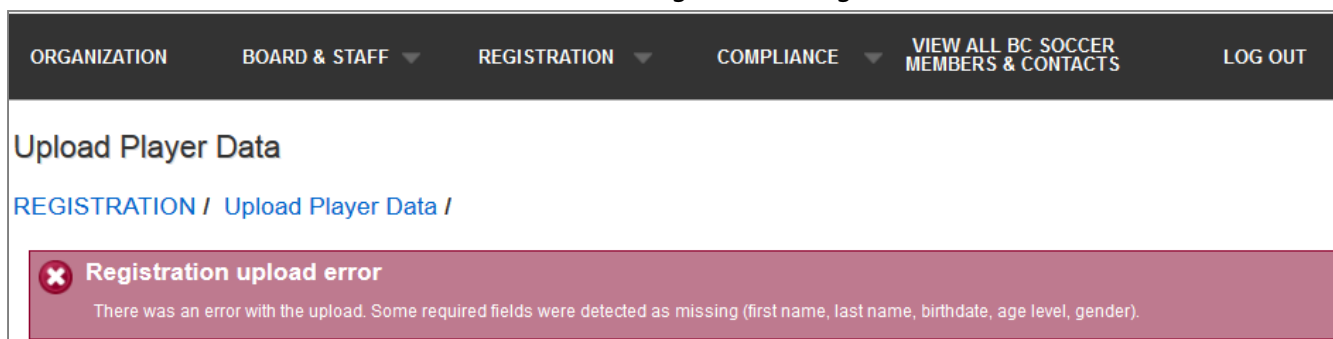 ORGANIZATION BOARD & STAFF REGISTRATION COMPLIANCE VIEW ALL BC SOCCER MEMBERS & CONTACTS LOG OUT
Upload Player Data
REGISTRATION / Upload Player Data /
Registration upload error
There was an error with the upload. Some required fields were detected as missing (first name, last name, birthdate, age level, gender).